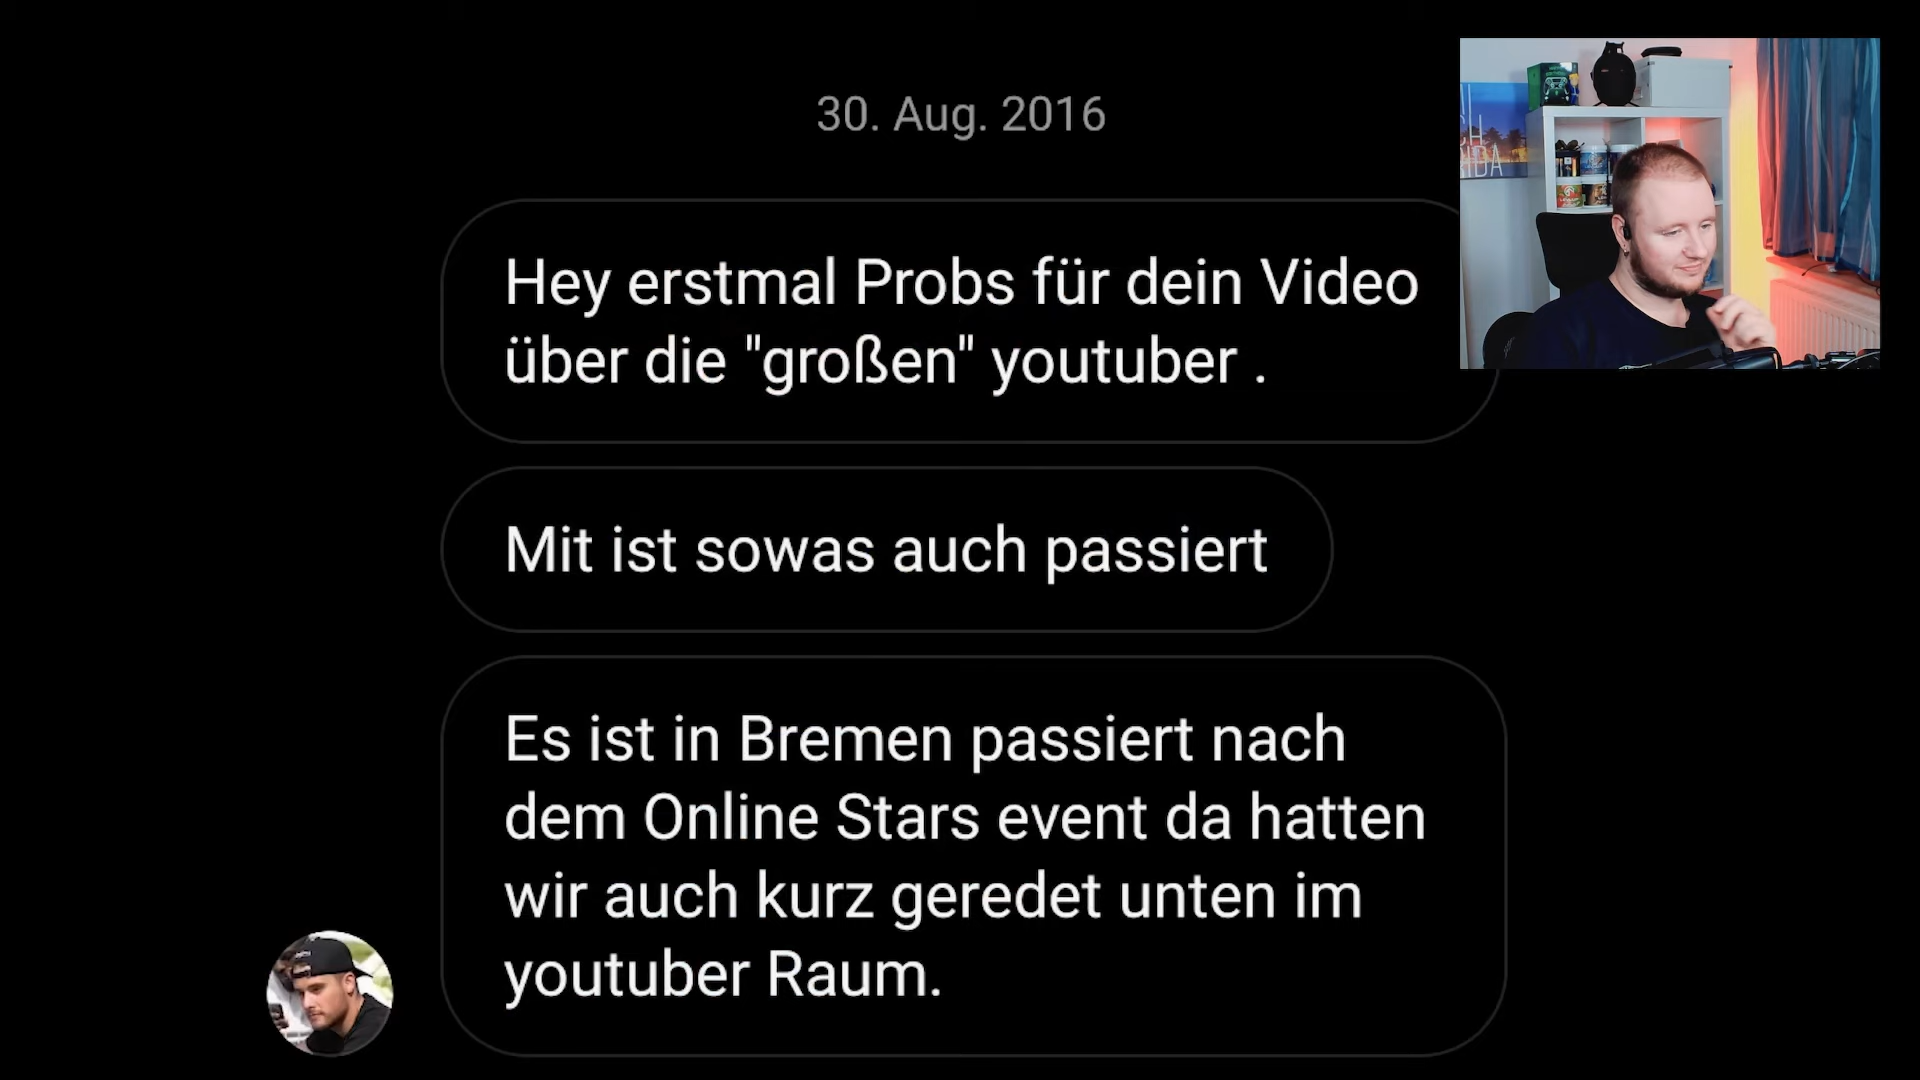 30. Aug. 2016
Hey erstmal Probs für dein Video
über die "großen" youtuber .
Mit ist sowas auch passiert
Es ist in Bremen passiert nach
dem Online Stars event da hatten
wir auch kurz geredet unten im
youtuber Raum.